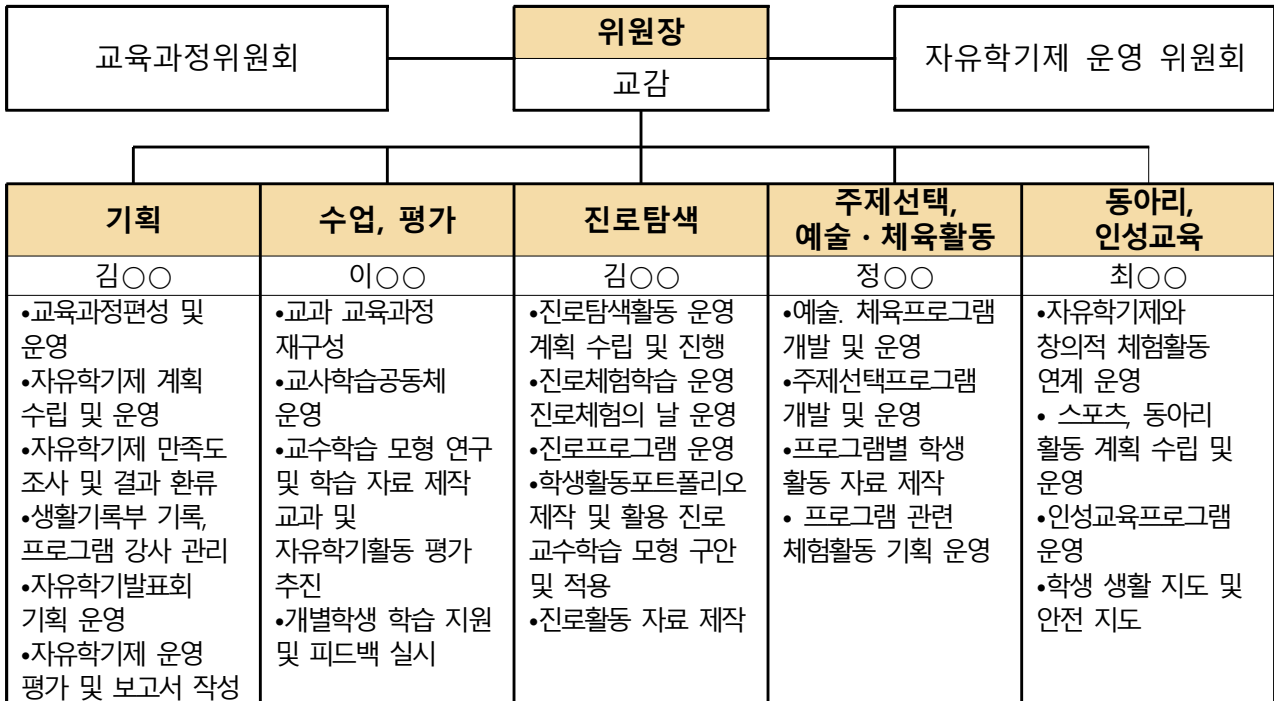 교육과정위원회
위원장
교감
자유학기제 운영 위원회
기획
김○○
•교육과정편성 및
운영
•자유학기제 계획
수립 및 운영
•자유학기제 만족도
조사 및 결과 환류
•생활기록부 기록,
프로그램 강사 관리
•자유학기발표회
기획 운영
•자유학기제 운영
평가 및 보고서 작성
수업, 평가
이○○
•교과 교육과정
재구성
•교사학습공동체
운영
•교수학습 모형 연구
및 학습 자료 제작
교과 및
자유학기활동 평가
추진
•개별학생 학습 지원
및 피드백 실시
진로탐색
김○○
•진로탐색활동 운영
계획 수립 및 진행
•진로체험학습 운영
진로체험의 날 운영
•진로프로그램 운영
•학생활동포트폴리오
제작 및 활용 진로
교수학습 모형 구안
및 적용
•진로활동 자료 제작
주제선택,
예술 · 체육활동
정○○
•예술. 체육프로그램
개발 및 운영
•주제선택프로그램
개발 및 운영
•프로그램별 학생
활동 자료 제작
• 프로그램 관련
체험활동 기획 운영
동아리,
인성교육
최○○
•자유학기제와
창의적 체험활동
연계 운영
• 스포츠, 동아리
활동 계획 수립 및
운영
•인성교육프로그램
운영
•학생 생활 지도 및
안전 지도